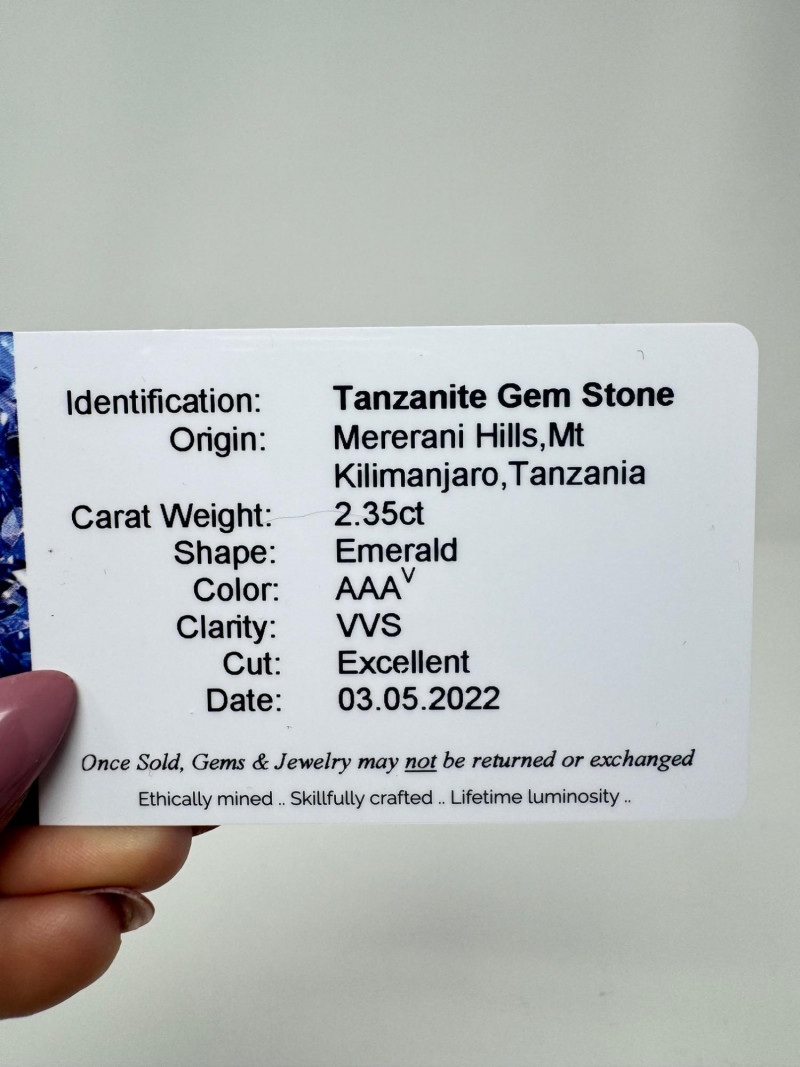 Identification: Tanzanite Gem Stone
Origin: Mererani Hills,Mt
Kilimanjaro,Tanzania
Carat Weight: 2.35ct
Shape: Emerald
Color: AAAⱽ
Clarity: VVS
Cut: Excellent
Date: 03.05.2022
Once Sold, Gems & Jewelry may not be returned or exchanged
Ethically mined .. Skillfully crafted .. Lifetime luminosity ..